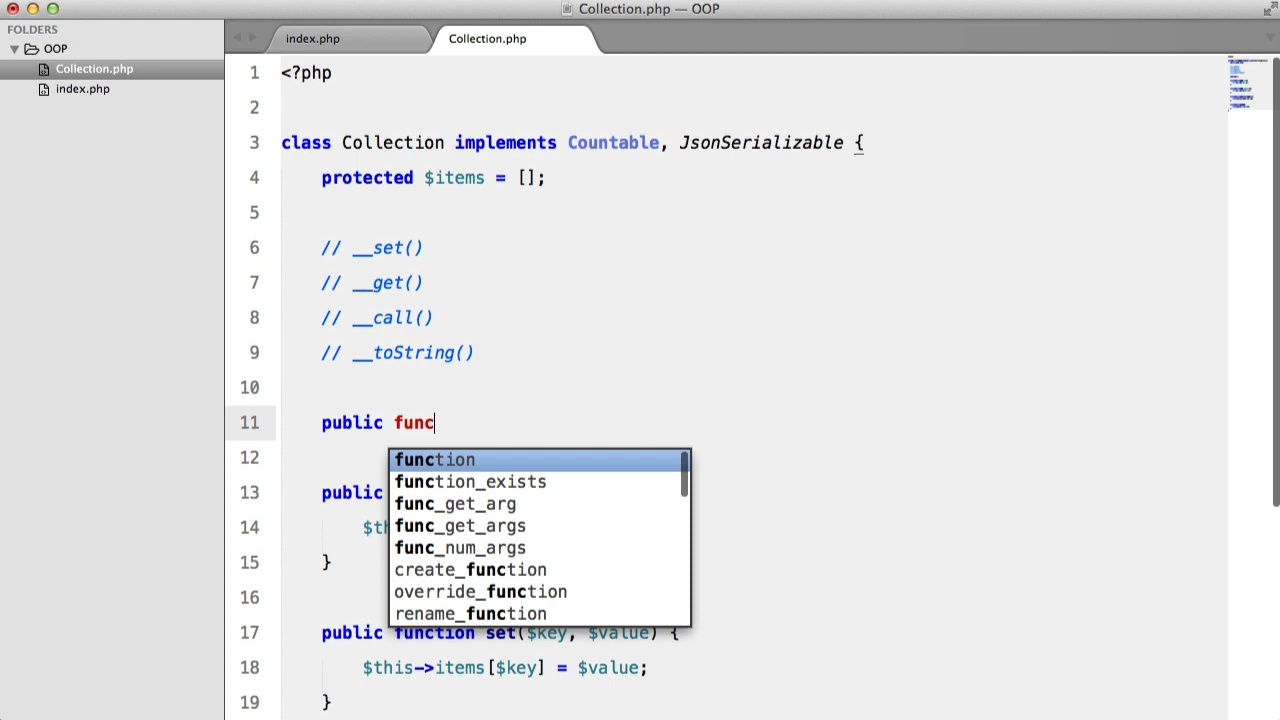 Collection.php — OOP
FOLDERS
OOP
Collection.php
index.php
index.php
Collection.php
1 <?php
2
3 class Collection implements Countable, JsonSerializable {
4 protected $items = [];
5
6 // __set()
7 // __get()
8 // __call()
9 // __toString()
10
11 public func
12
function
function_exists
func_get_arg
func_get_args
func_num_args
create_function
override_function
rename_function
13 public
14 $th
15 }
16
17 public function set($key, $value) {
18 $this->items[$key] = $value;
19 }